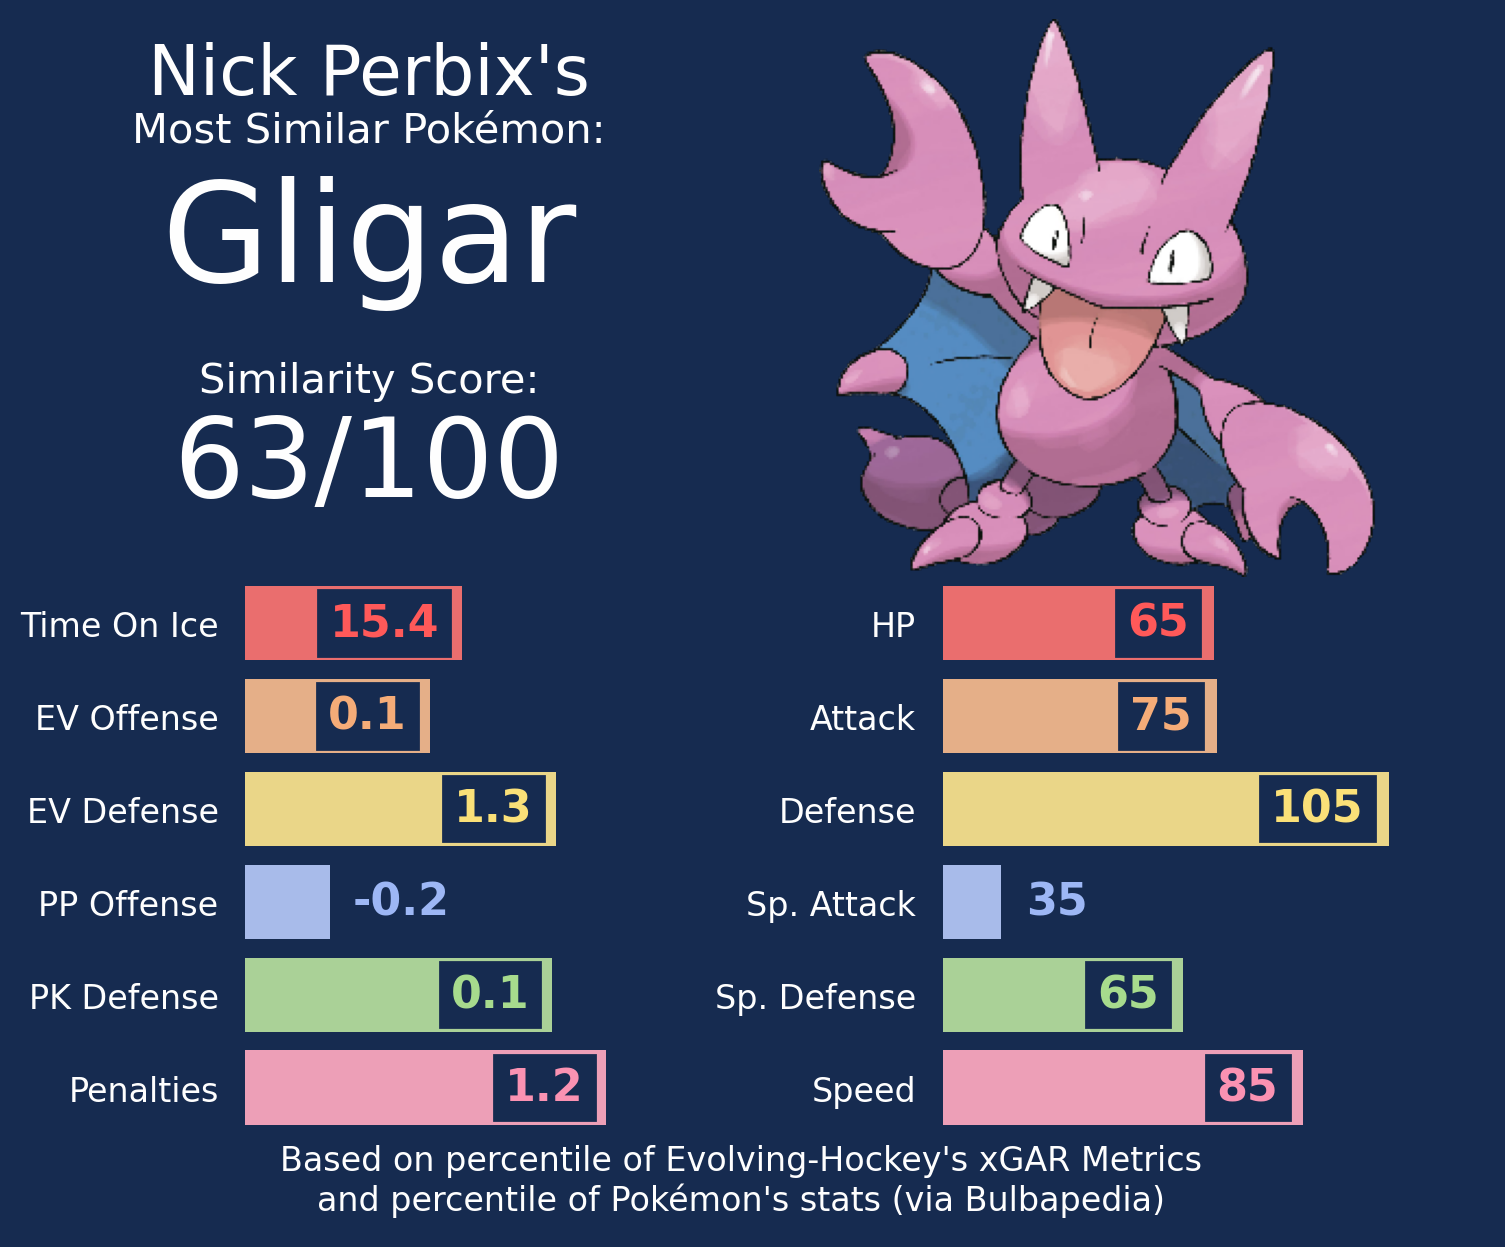 Nick Perbix's
Most Similar Pokémon:
Gligar
Similarity Score:
63/100
Time On Ice 15.4
EV Offense 0.1
EV Defense 1.3
PP Offense -0.2
PK Defense 0.1
Penalties 1.2
HP 65
Attack 75
Defense 105
Sp. Attack 35
Sp. Defense 65
Speed 85
Based on percentile of Evolving-Hockey's xGAR Metrics
and percentile of Pokémon's stats (via Bulbapedia)